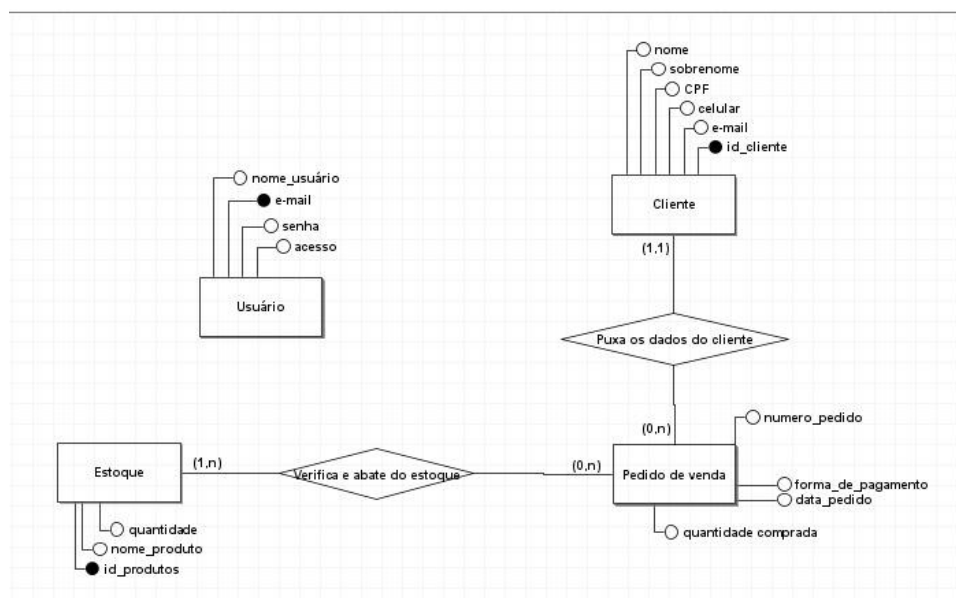 nome
sobrenome
CPF
celular
e-mail
id_cliente
Cliente
(1,1)
nome_usuário
e-mail
senha
acesso
Usuário
Puxa os dados do cliente
(0,n)
numero_pedido
Pedido de venda
forma_de_pagamento
data_pedido
quantidade comprada
Estoque
(1,n)
Verifica e abate do estoque
(0,n)
quantidade
nome_produto
id_produtos